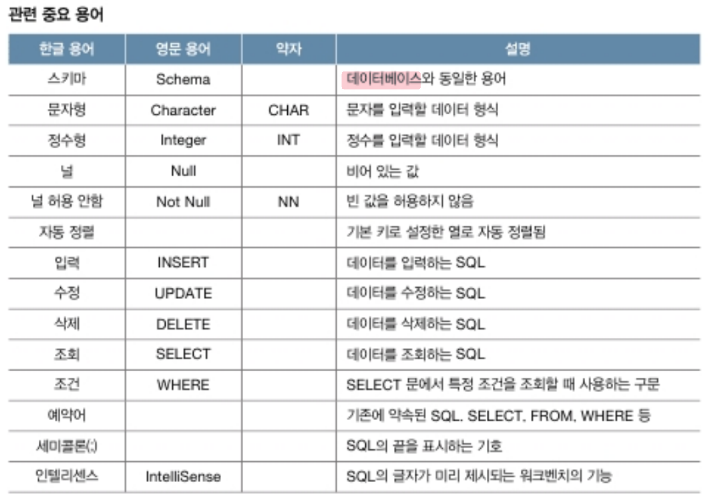 관련 중요 용어
한글 용어 영문 용어 약자 설명
스키마 Schema 데이터베이스와 동일한 용어
문자형 Character CHAR 문자를 입력할 데이터 형식
정수형 Integer INT 정수를 입력할 데이터 형식
널 Null 비어 있는 값
널 허용 안함 Not Null NN 빈 값을 허용하지 않음
자동 정렬 기본 키로 설정한 열로 자동 정렬됨
입력 INSERT 데이터를 입력하는 SQL
수정 UPDATE 데이터를 수정하는 SQL
삭제 DELETE 데이터를 삭제하는 SQL
조회 SELECT 데이터를 조회하는 SQL
조건 WHERE SELECT 문에서 특정 조건을 조회할 때 사용하는 구문
예약어 기존에 약속된 SQL. SELECT, FROM, WHERE 등
세미콜론(;) SQL의 끝을 표시하는 기호
인텔리센스 IntelliSense SQL의 글자가 미리 제시되는 워크벤치의 기능